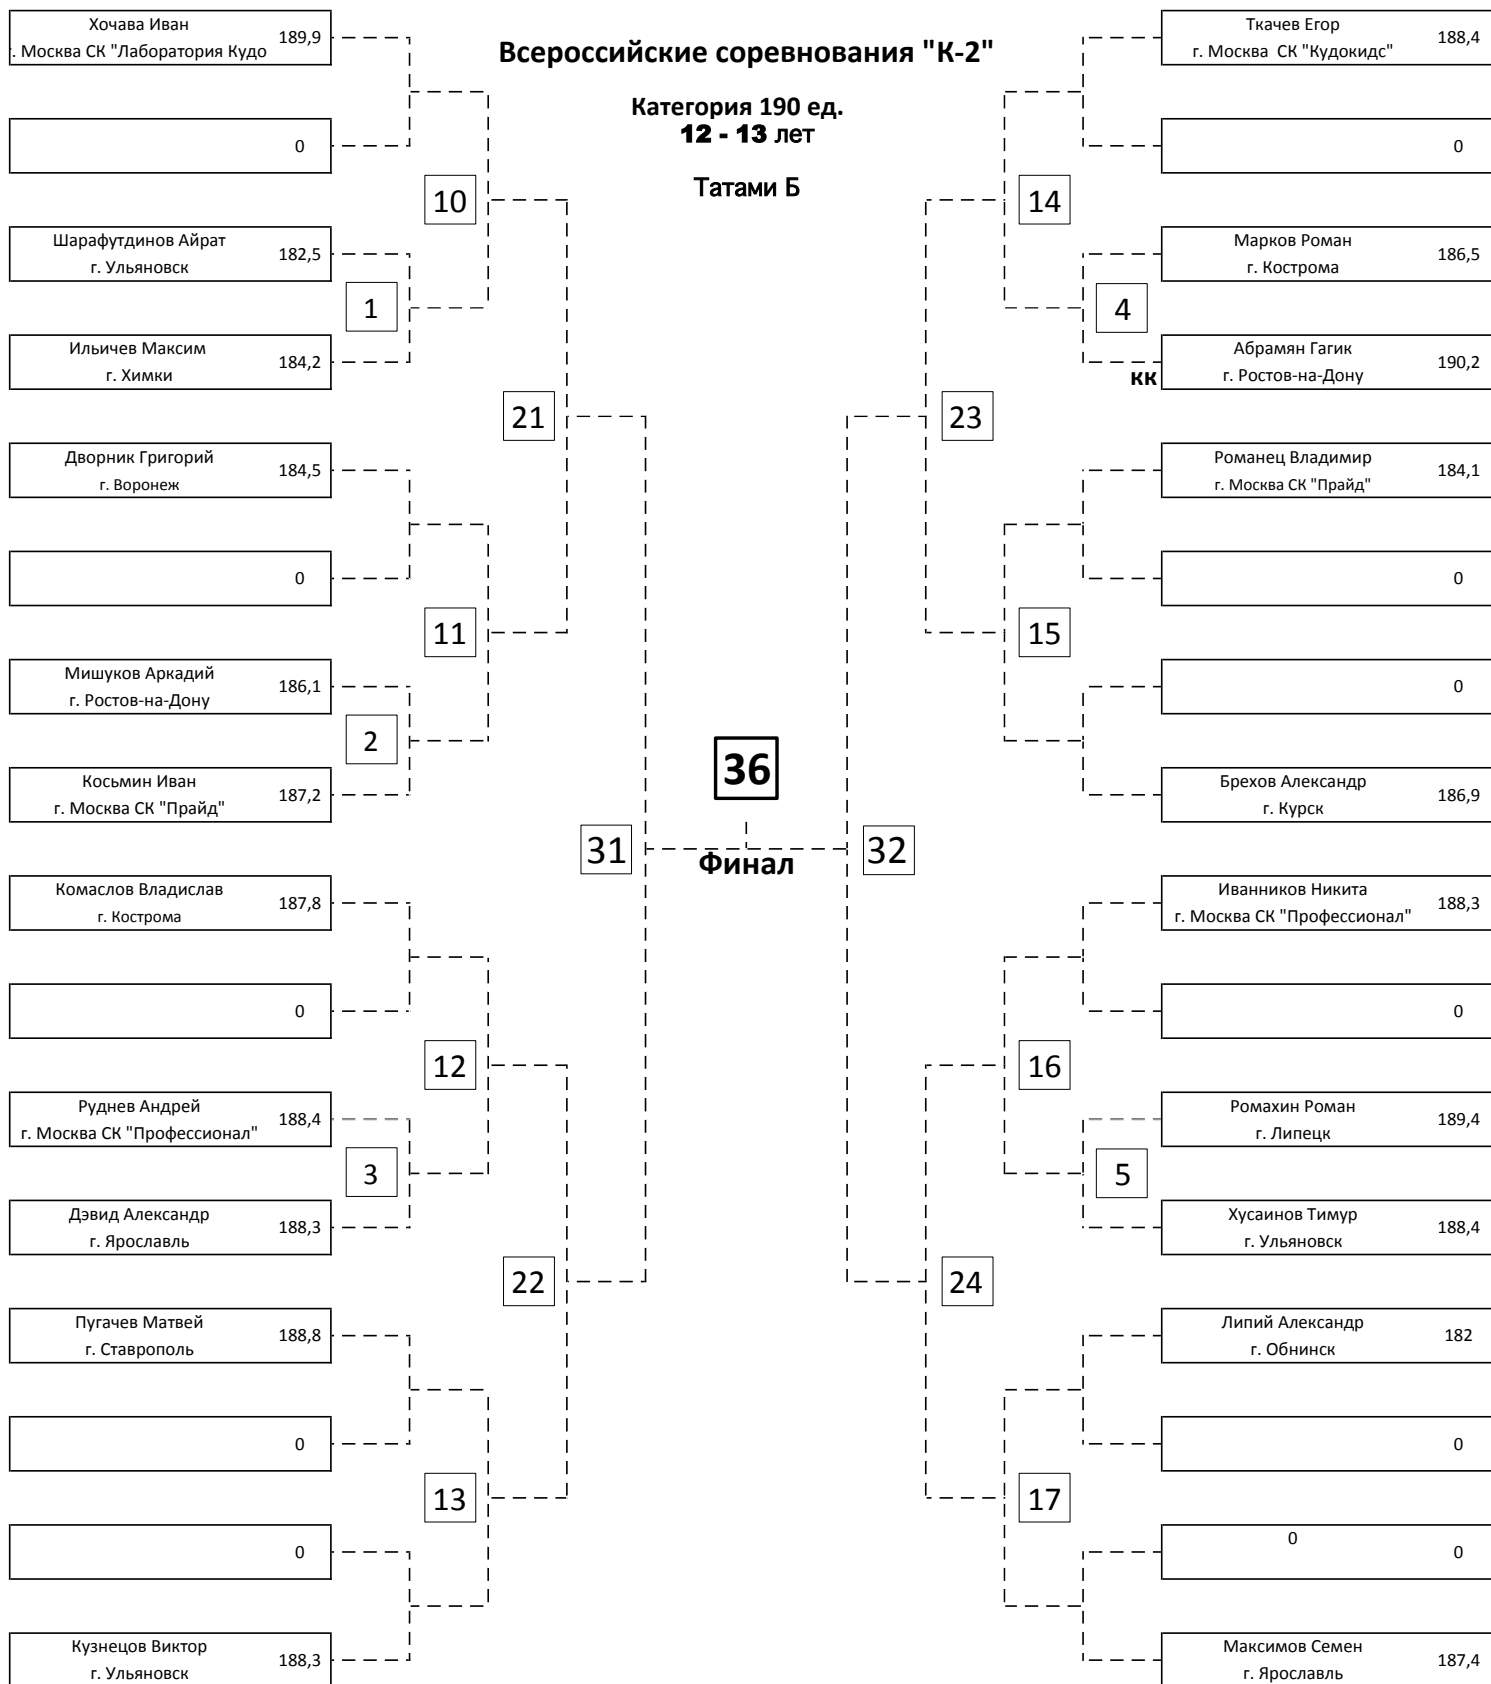 Всероссийские соревнования "К-2"
Категория 190 ед.
12 - 13 лет
Татами Б
Хочава Иван
г. Москва СК "Лаборатория Кудо
189,9
0
Шарафутдинов Айрат
г. Ульяновск
182,5
Ильичев Максим
г. Химки
184,2
Дворник Григорий
г. Воронеж
184,5
0
Мишуков Аркадий
г. Ростов-на-Дону
186,1
Косьмин Иван
г. Москва СК "Прайд"
187,2
Комаслов Владислав
г. Кострома
187,8
0
Руднев Андрей
г. Москва СК "Профессионал"
188,4
Дэвид Александр
г. Ярославль
188,3
Пугачев Матвей
г. Ставрополь
188,8
0
0
Кузнецов Виктор
г. Ульяновск
188,3
1
2
3
10
11
12
13
21
22
31
36
Финал
32
23
24
14
15
16
17
4
5
Ткачев Егор
г. Москва СК "Кудокидс"
188,4
0
Марков Роман
г. Кострома
186,5
кк
Абрамян Гагик
г. Ростов-на-Дону
190,2
Романец Владимир
г. Москва СК "Прайд"
184,1
0
0
Брехов Александр
г. Курск
186,9
Иванников Никита
г. Москва СК "Профессионал"
188,3
0
Ромахин Роман
г. Липецк
189,4
Хусаинов Тимур
г. Ульяновск
188,4
Липий Александр
г. Обнинск
182
0
0
0
Максимов Семен
г. Ярославль
187,4